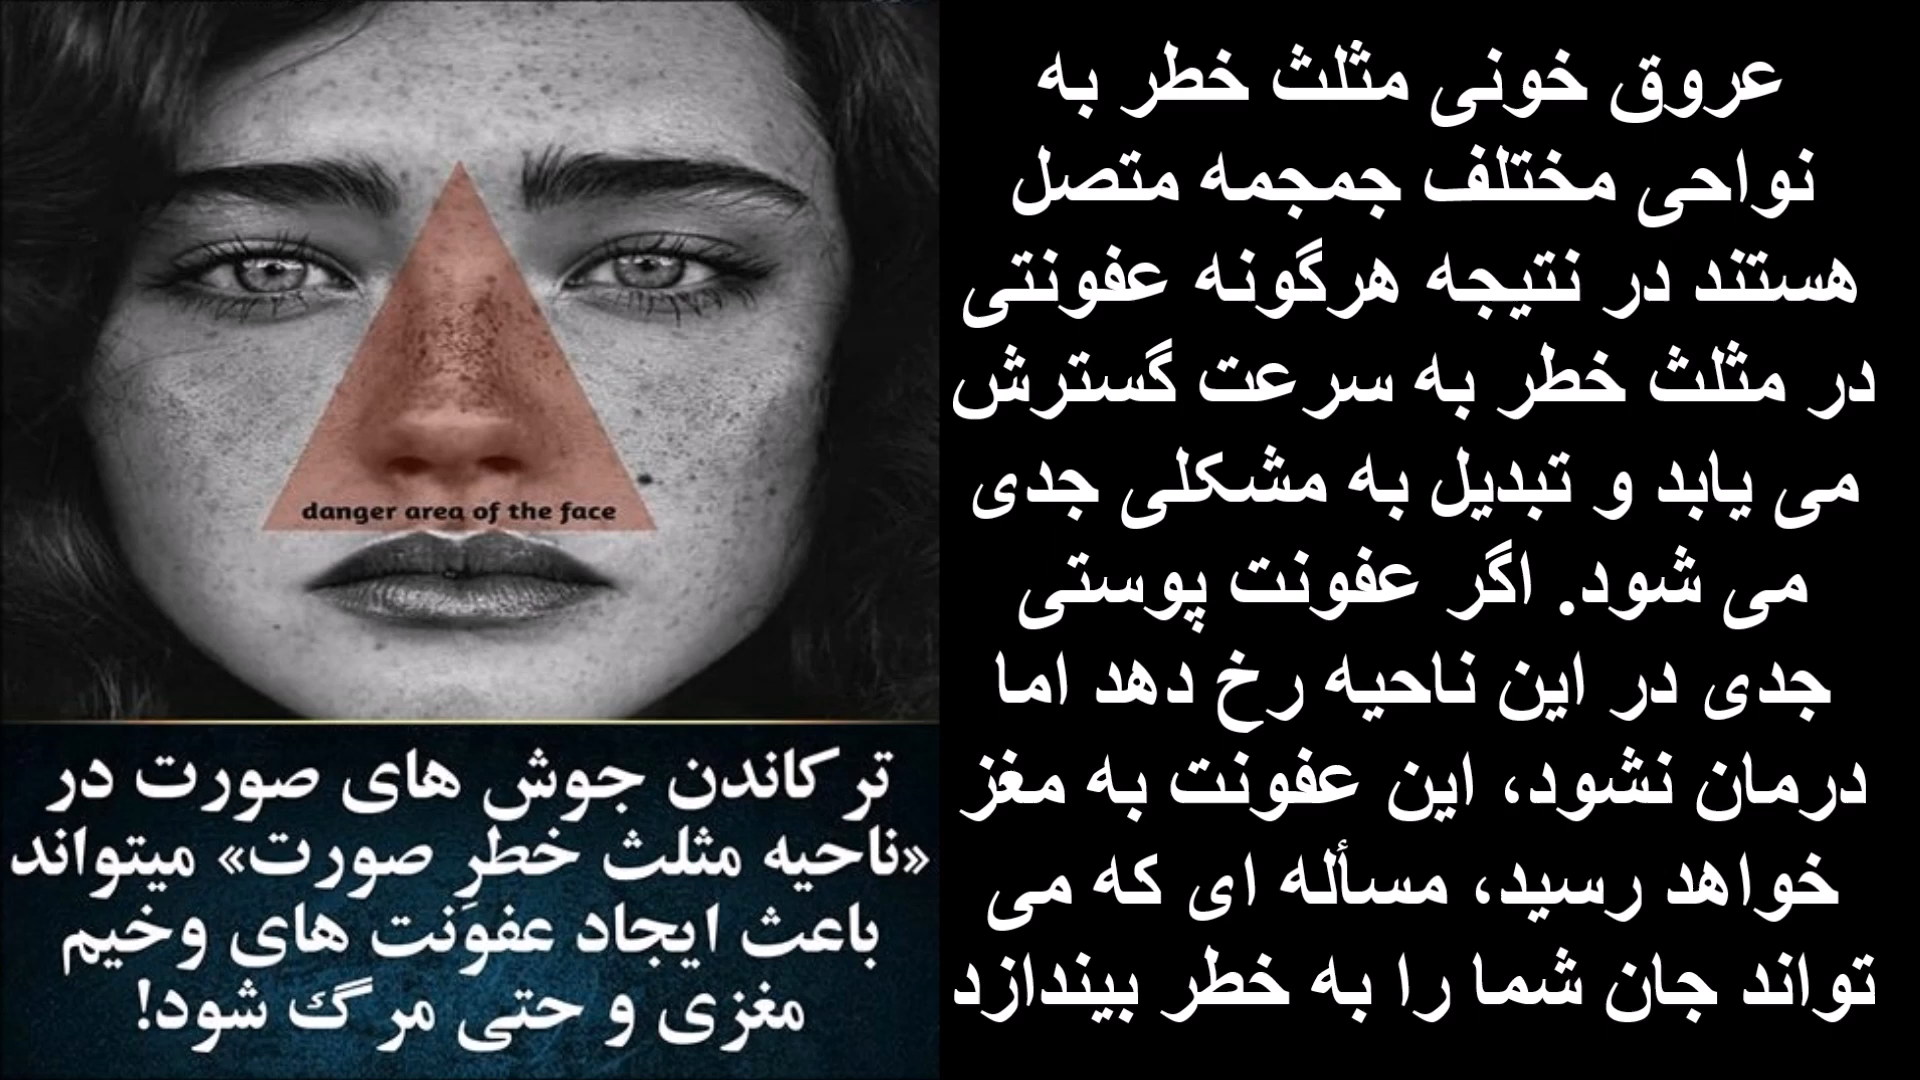 عروق خونی مثلث خطر به
نواحی مختلف جمجمه متصل
هستند در نتیجه هرگونه عفونتی
در مثلث خطر به سرعت گسترش
می یابد و تبدیل به مشکلی جدی
می شود. اگر عفونت پوستی
جدی در این ناحیه رخ دهد اما
درمان نشود، این عفونت به مغز
خواهد رسید، مسأله ای که می
تواند جان شما را به خطر بیندازد
danger area of the face
ترکاندن جوش های صورت در
«ناحیه مثلث خطرِ صورت» میتواند
باعث ایجاد عفونت های وخیم
مغزی و حتی مرگ شود!